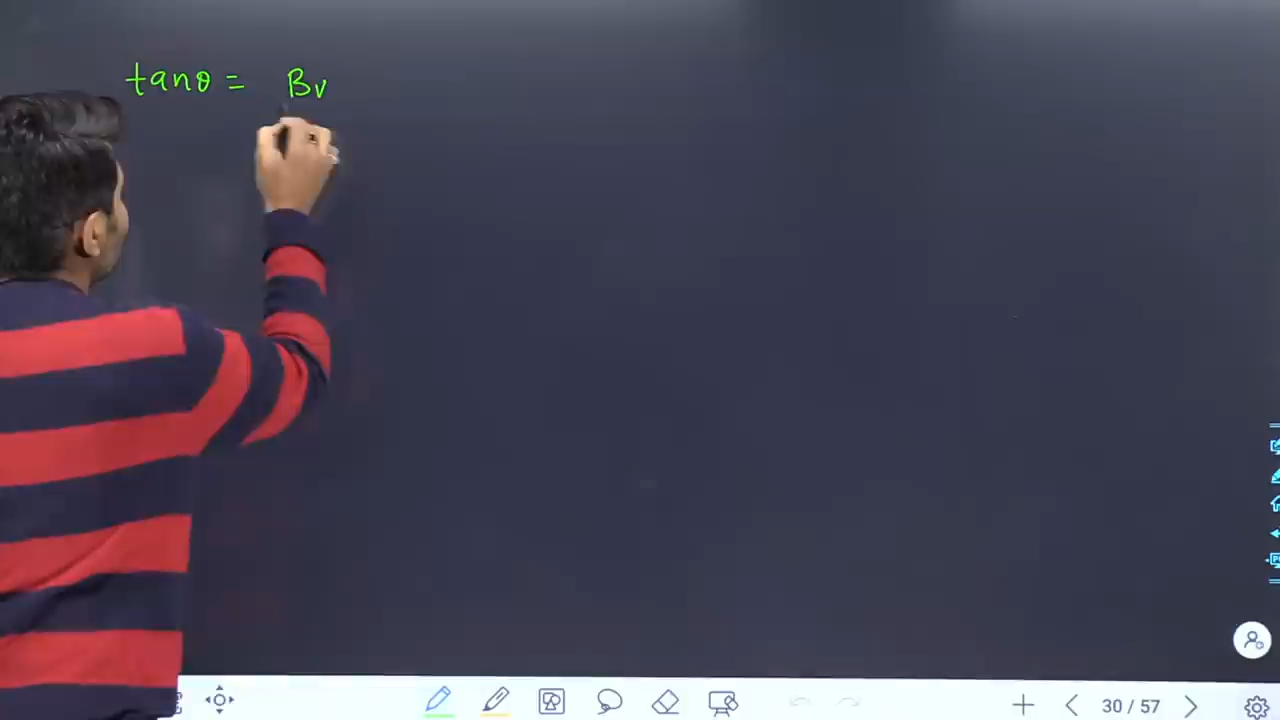 tanθ = Bv
30 / 57